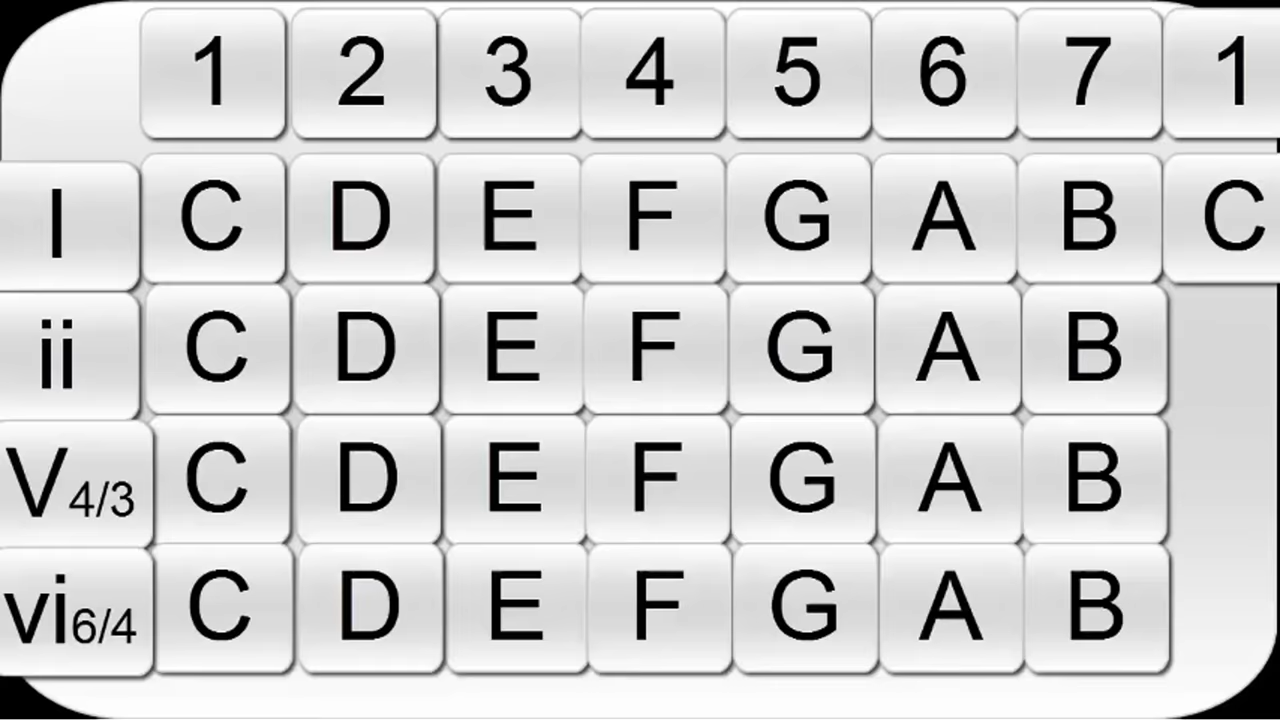 1 2 3 4 5 6 7 1
I C D E F G A B C
ii C D E F G A B
V4/3 C D E F G A B
vi6/4 C D E F G A B